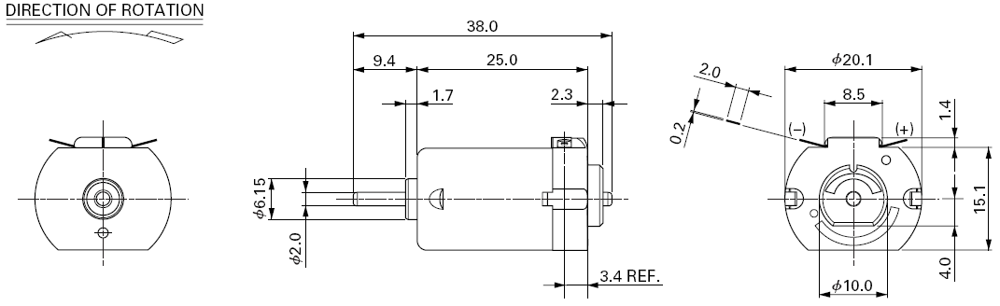 DIRECTION OF ROTATION
38.0
9.4
25.0
1.7
2.3
ϕ6.15
ϕ2.0
3.4 REF.
2.0
0.2
(−)
(+)
ϕ20.1
8.5
1.4
15.1
4.0
ϕ10.0